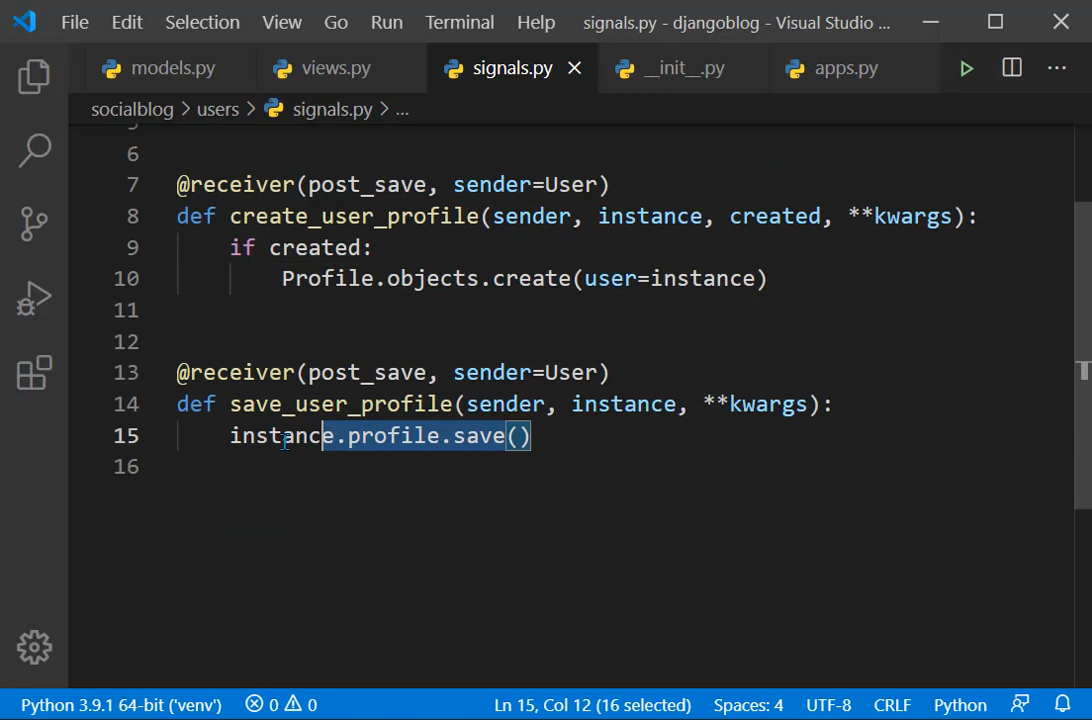 File Edit Selection View Go Run Terminal Help signals.py - djangoblog - Visual Studio ...
models.py views.py signals.py __init__.py apps.py
socialblog > users > signals.py > ...
6
7 @receiver(post_save, sender=User)
8 def create_user_profile(sender, instance, created, **kwargs):
9 if created:
10 Profile.objects.create(user=instance)
11
12
13 @receiver(post_save, sender=User)
14 def save_user_profile(sender, instance, **kwargs):
15 instance.profile.save()
16
Python 3.9.1 64-bit ('venv') 0 0 Ln 15, Col 12 (16 selected) Spaces: 4 UTF-8 CRLF Python